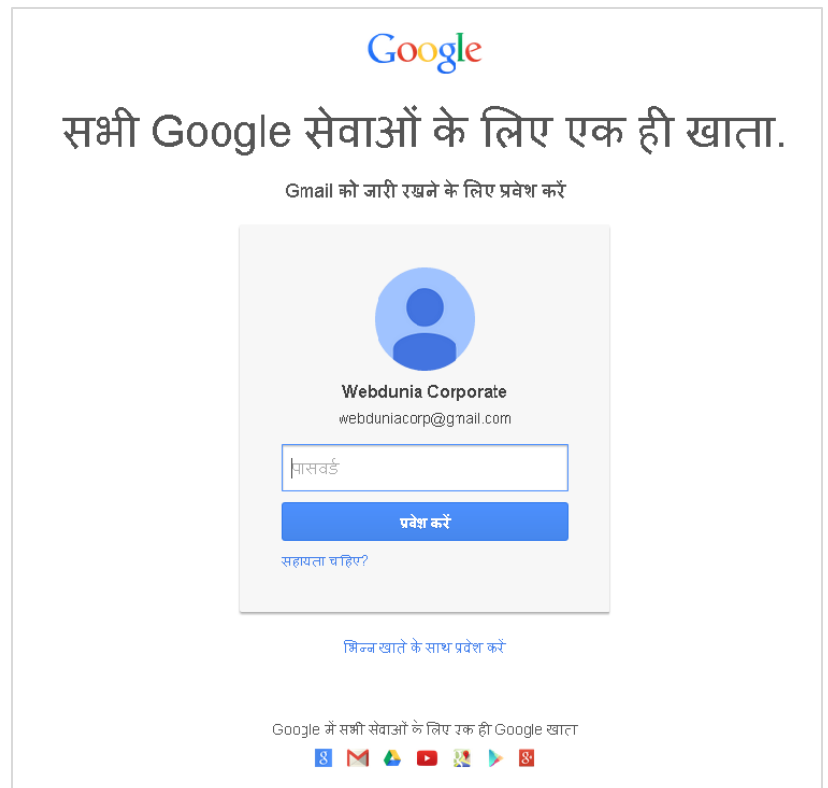 Google
सभी Google सेवाओं के लिए एक ही खाता.
Gmail को जारी रखने के लिए प्रवेश करें
Webdunia Corporate
webduniacorp@gmail.com
पासवर्ड
प्रवेश करें
सहायता चाहिए?
भिन्न खाते के साथ प्रवेश करें
Google में सभी सेवाओं के लिए एक ही Google खाता